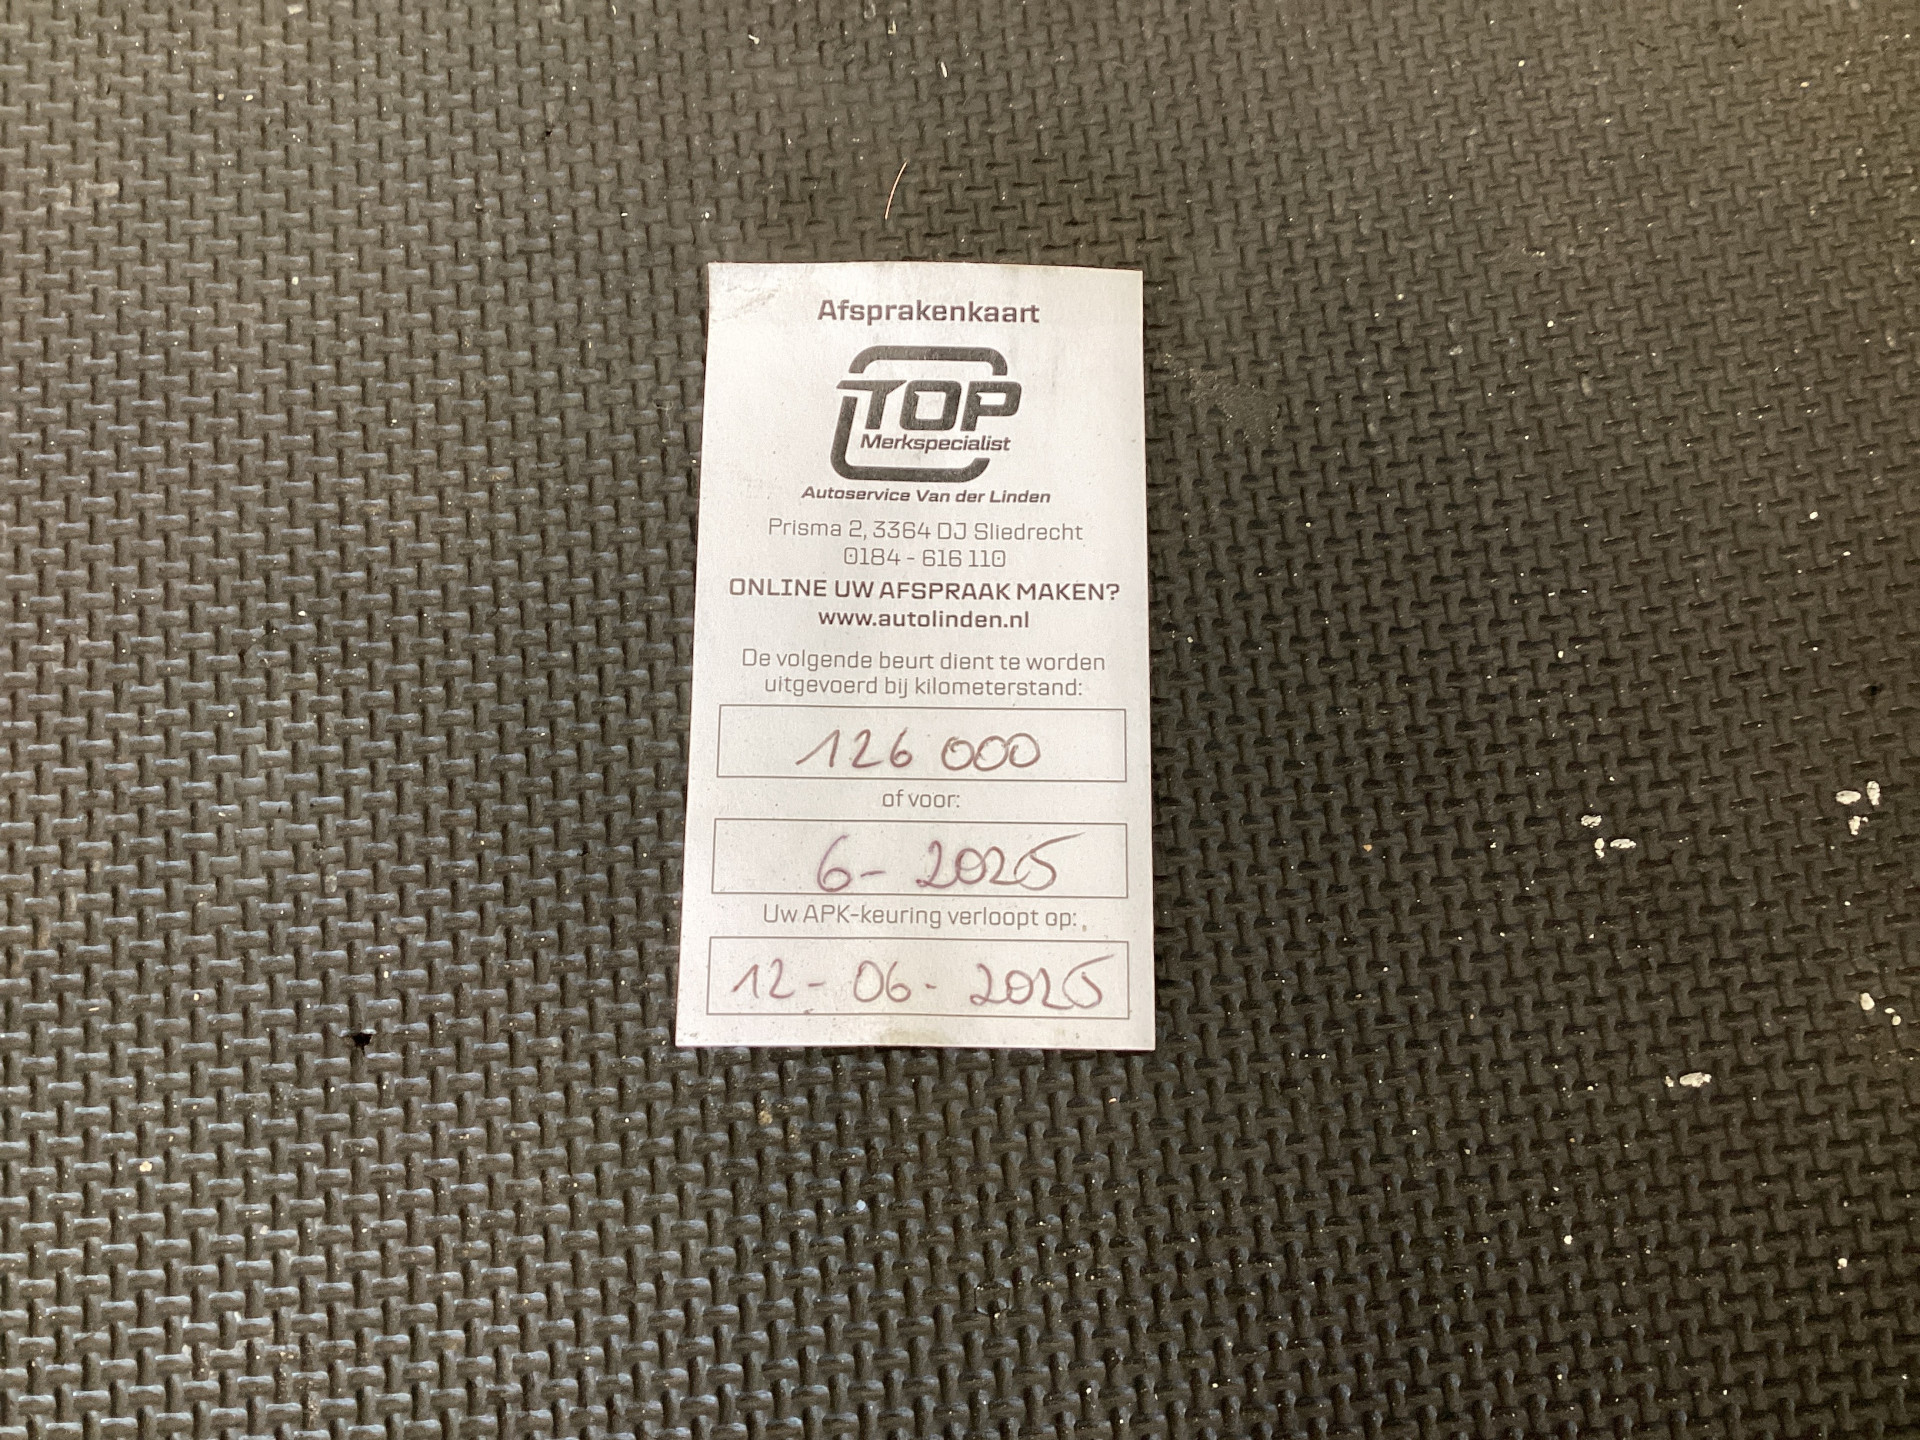 Afsprakenkaart
TOP
Merkspecialist
Autoservice Van der Linden
Prisma 2, 3364 DJ Sliedrecht
0184 - 616 110
ONLINE UW AFSPRAAK MAKEN?
www.autolinden.nl
De volgende beurt dient te worden
uitgevoerd bij kilometerstand:
126 000
of voor:
6- 2025
Uw APK-keuring verloopt op:
12- 06- 2025